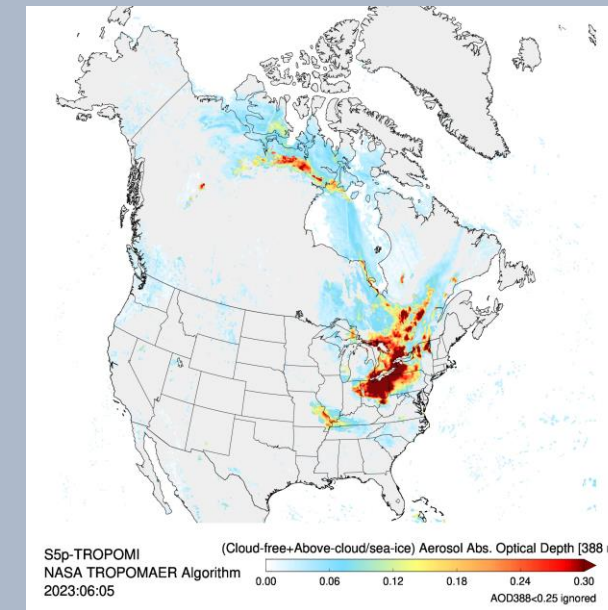 S5p-TROPOMI
NASA TROPOMAER Algorithm
2023:06:05
(Cloud-free+Above-cloud/sea-ice) Aerosol Abs. Optical Depth [388 n
0.00 0.06 0.12 0.18 0.24 0.30
AOD388<0.25 ignored